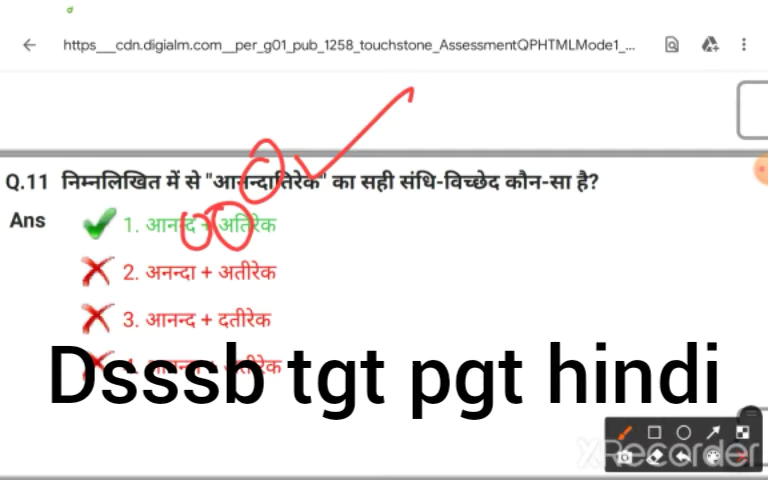 https___cdn.digialm.com__per_g01_pub_1258_touchstone_AssessmentQPHTMLMode1_...
Q.11 निम्नलिखित में से "आनन्दातिरेक" का सही संधि-विच्छेद कौन-सा है?
Ans 1. आनन्द + अतिरेक
2. अनन्दा + अतीरेक
3. आनन्द + दतीरेक
4.
Dsssb tgt pgt hindi
XRecorder